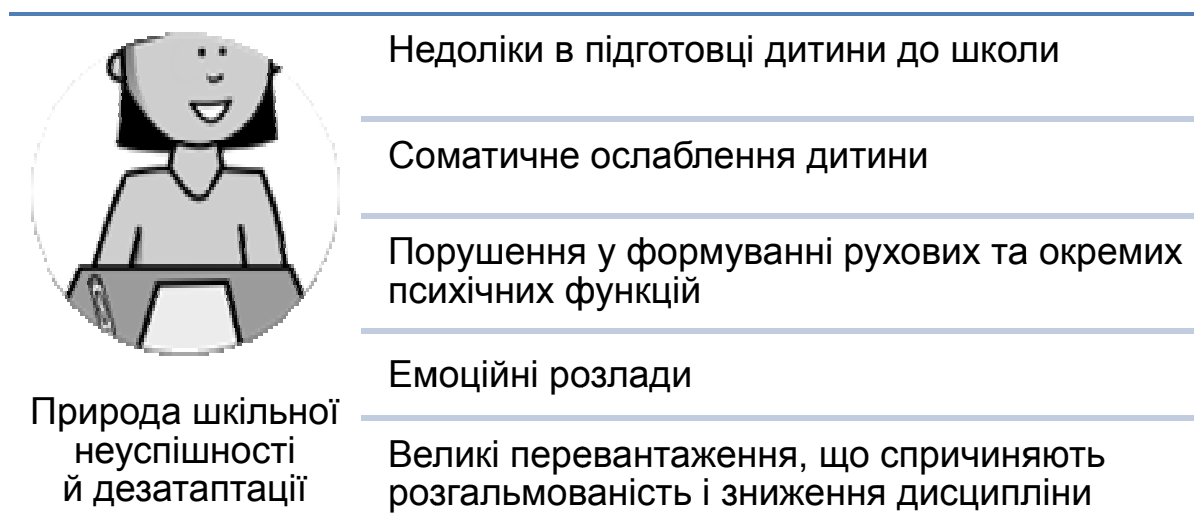 Недоліки в підготовці дитини до школи
Соматичне ослаблення дитини
Порушення у формуванні рухових та окремих
психічних функцій
Емоційні розлади
Великі перевантаження, що спричиняють
розгальмованість і зниження дисципліни
Природа шкільної
неуспішності
й дезатаптації